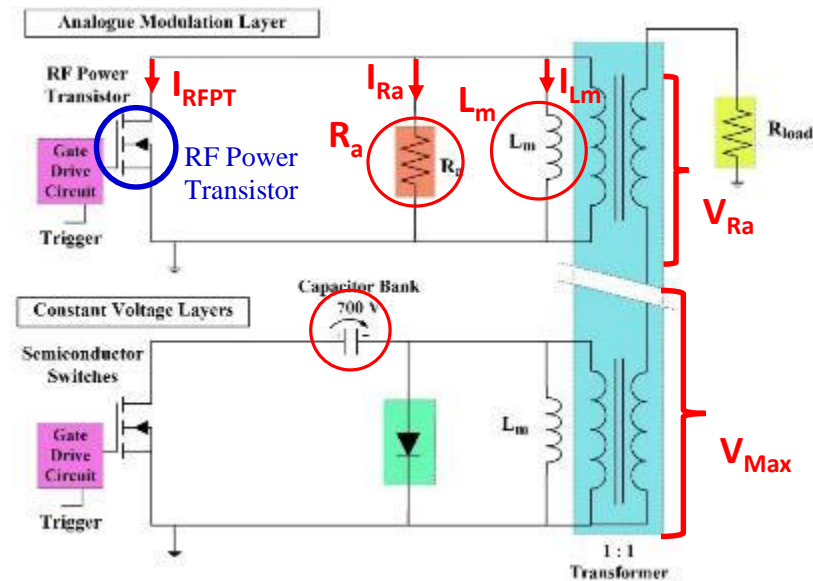 Analogue Modulation Layer
RF Power
Transistor
I_RFPT
I_Ra
L_m
I_Lm
R_a
L_m
R_load
RF Power
Transistor
Gate
Drive
Circuit
Trigger
V_Ra
Constant Voltage Layers
Capacitor Bank
700 V
Semiconductor
Switches
Gate
Drive
Circuit
L_m
V_Max
Trigger
1 : 1
Transformer